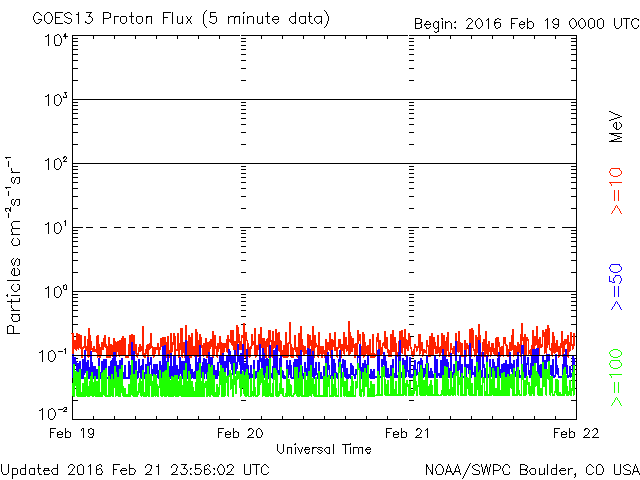 GOES13 Proton Flux (5 minute data)
Begin: 2016 Feb 19 0000 UTC
Particles cm⁻²s⁻¹sr⁻¹
10⁴
10³
10²
10¹
10⁰
10⁻¹
10⁻²
MeV
>=10
>=50
>=100
Feb 19
Feb 20
Feb 21
Feb 22
Universal Time
Updated 2016 Feb 21 23:56:02 UTC
NOAA/SWPC Boulder, CO USA